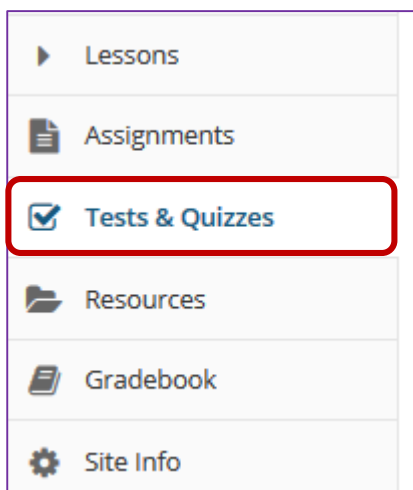 Lessons
Assignments
Tests & Quizzes
Resources
Gradebook
Site Info